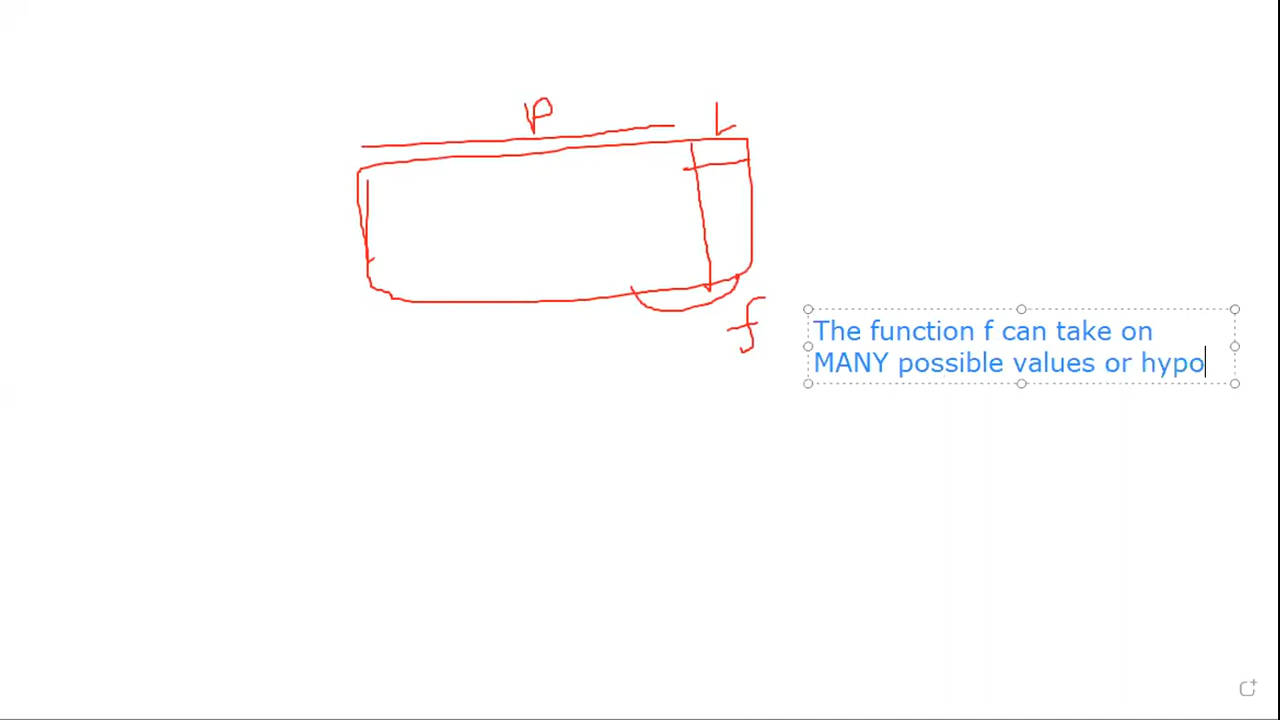 P L
f
The function f can take on
MANY possible values or hypo